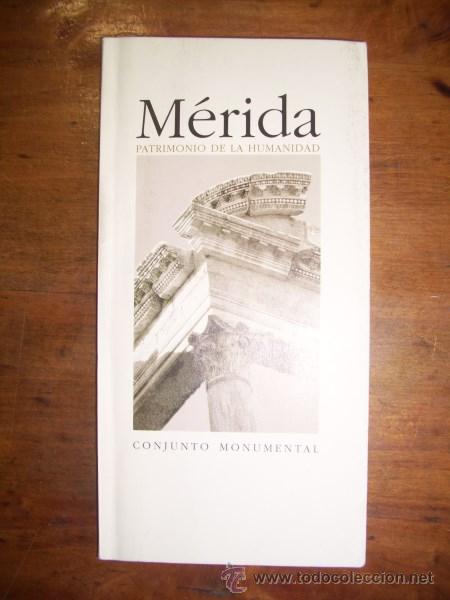 Mérida
PATRIMONIO DE LA HUMANIDAD
CONJUNTO MONUMENTAL
www.todocoleccion.net